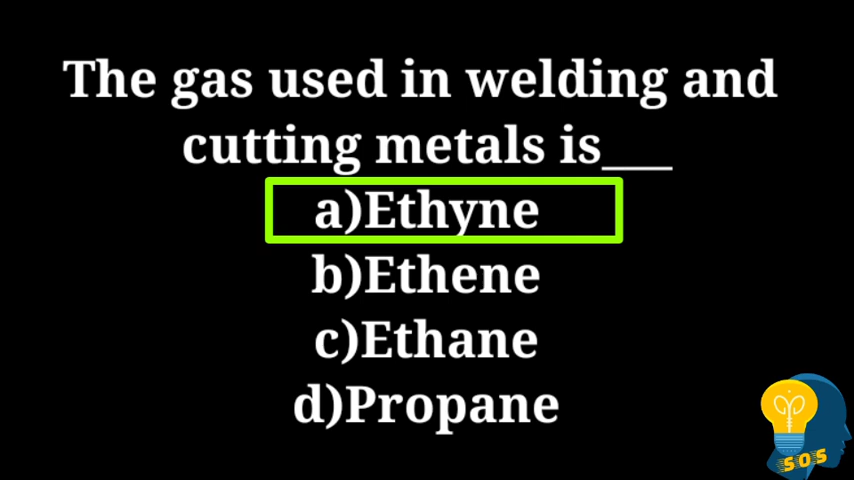 The gas used in welding and
cutting metals is___
a)Ethyne
b)Ethene
c)Ethane
d)Propane
SOS